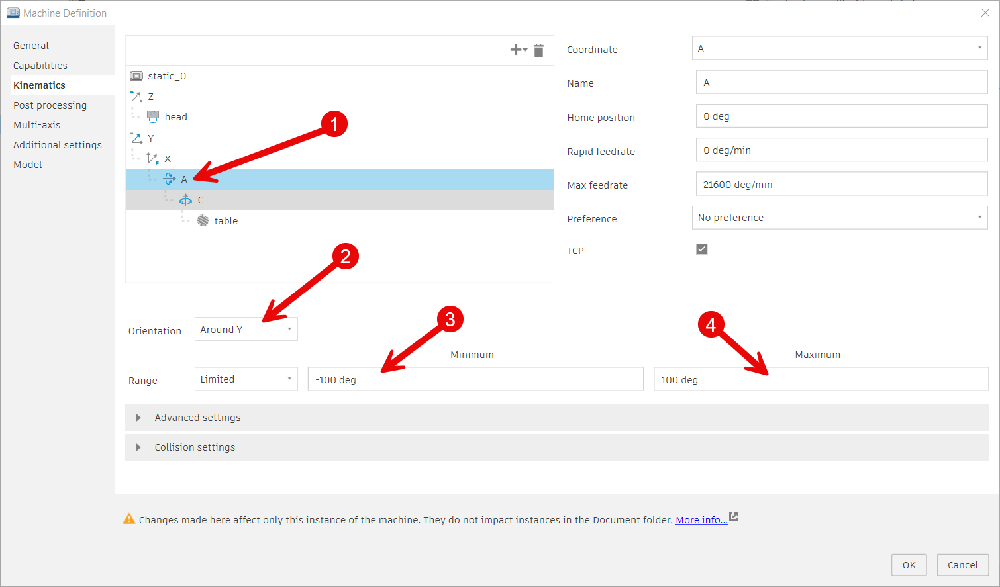 Machine Definition
General
Capabilities
Kinematics
Post processing
Multi-axis
Additional settings
Model
static_0
Z
head
Y
X
A
C
table
1
2
3
4
Coordinate A
Name A
Home position 0 deg
Rapid feedrate 0 deg/min
Max feedrate 21600 deg/min
Preference No preference
TCP
Orientation Around Y
Minimum Maximum
Range Limited -100 deg 100 deg
Advanced settings
Collision settings
Changes made here affect only this instance of the machine. They do not impact instances in the Document folder. More info...
OK Cancel